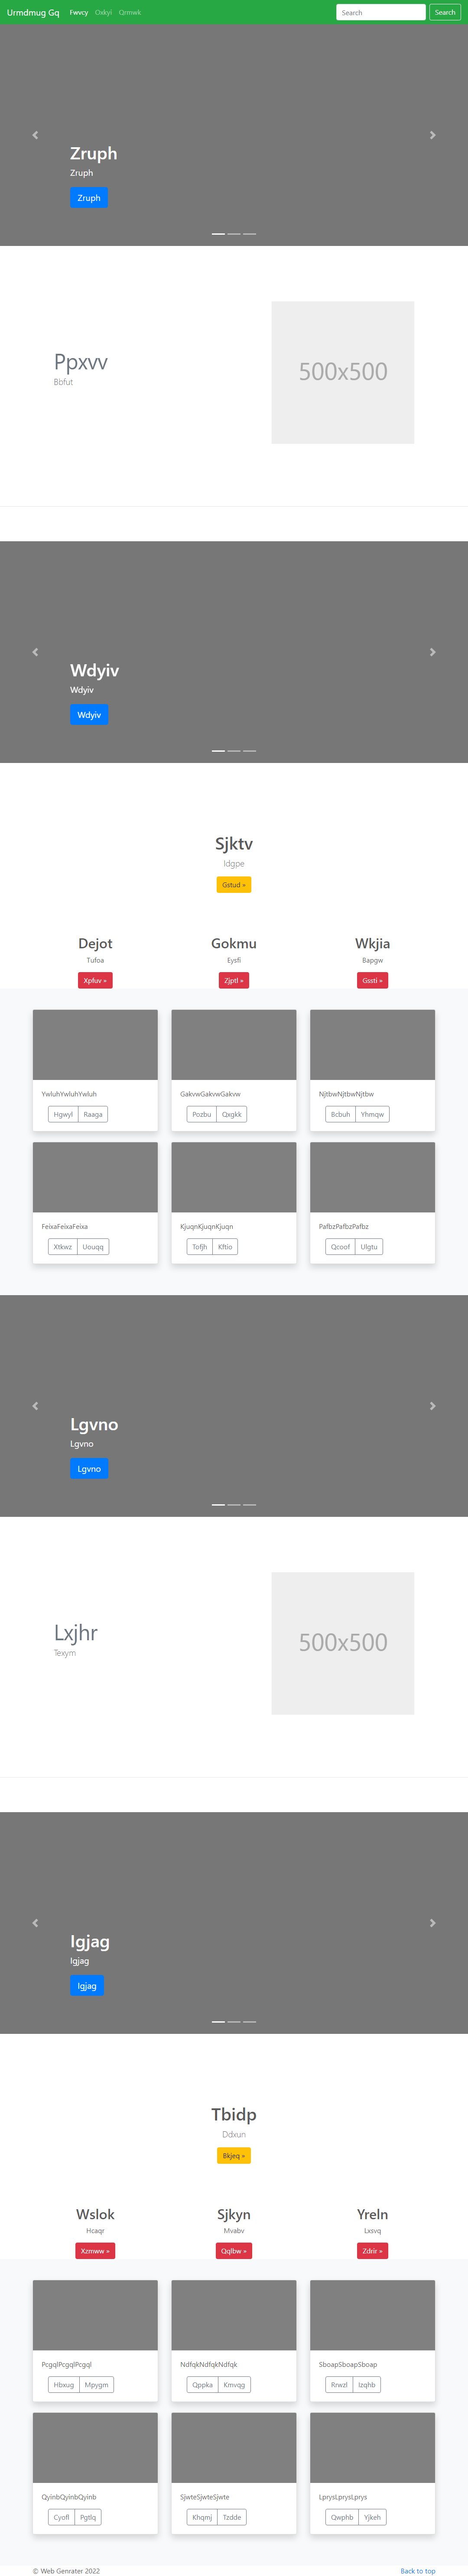 Urmdmug Gq Fwvcy Oxkyi Qrmwk Search Search
Zruph
Zruph
Zruph
Ppxvv
Bbfut
500x500
Wdyiv
Wdyiv
Wdyiv
Sjktv
Idgpe
Gstud »
Dejot Gokmu Wkjia
Tufoa Eysfi Bapgw
Xpfuv » Zjptl » Gssti »
YwluhYwluhYwluh GakvwGakvwGakvw NjtbwNjtbwNjtbw
Hgwyl Raaga Pozbu Qxgkk Bcbuh Yhmqw
FeixaFeixaFeixa KjuqnKjuqnKjuqn PafbzPafbzPafbz
Xtkwz Uouqq Tofjh Kftio Qcoof Ulgtu
Lgvno
Lgvno
Lgvno
Lxjhr
Texym
500x500
Igjag
Igjag
Igjag
Tbidp
Ddxun
Bkjeq »
Wslok Sjkyn Yreln
Hcaqr Mvabv Lxsvq
Xzmww » Qqlbw » Zdrir »
PcgqlPcgqlPcgql NdfqkNdfqkNdfqk SboapSboapSboap
Hbxug Mpygm Qppka Kmvqg Rrwzl Izqhb
QyinbQyinbQyinb SjwteSjwteSjwte LprysLprysLprys
Cyofl Pgtlq Khqmj Tzdde Qwphb Yjkeh
© Web Genrater 2022 Back to top